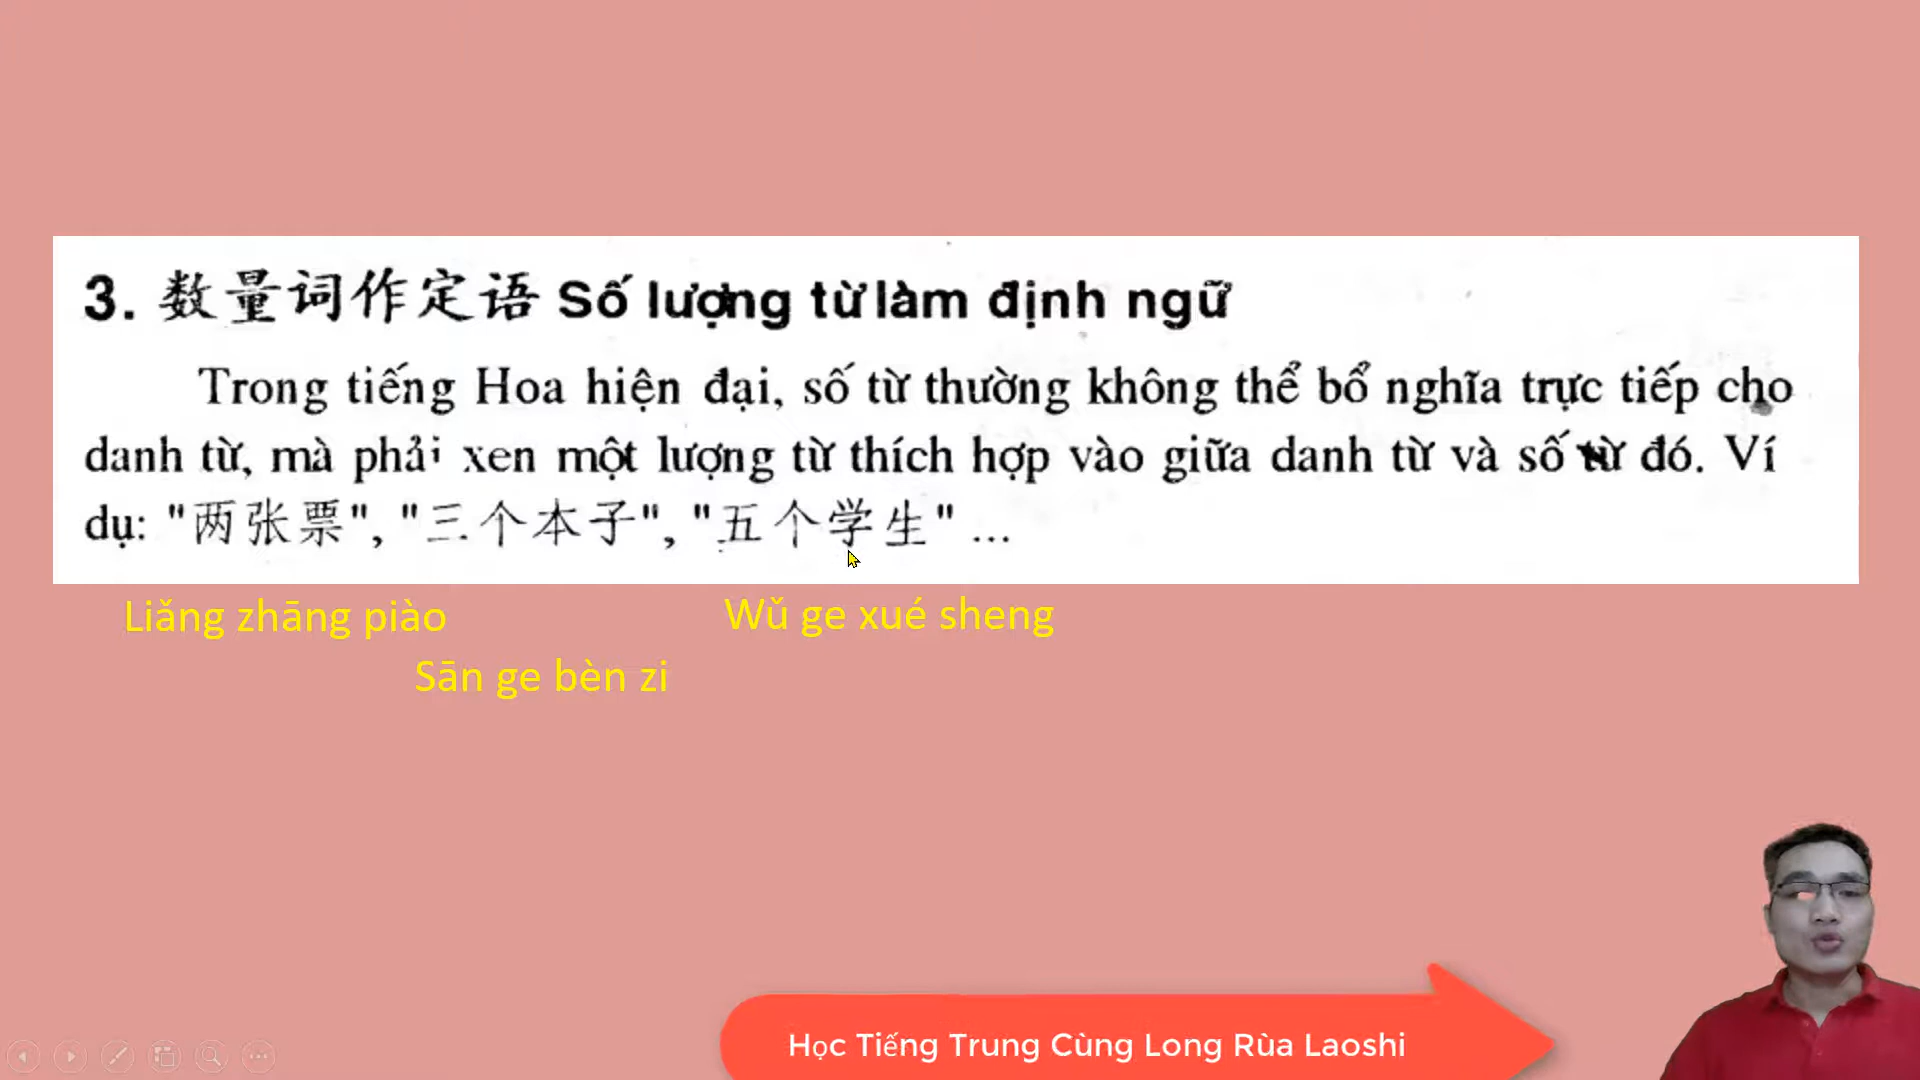 3. 数量词作定语 Số lượng từ làm định ngữ
Trong tiếng Hoa hiện đại, số từ thường không thể bổ nghĩa trực tiếp cho
danh từ, mà phải xen một lượng từ thích hợp vào giữa danh từ và số từ đó. Ví
dụ: "两张票", "三个本子", "五个学生" ...
Liǎng zhāng piào
Wǔ ge xué sheng
Sān ge bèn zi
Học Tiếng Trung Cùng Long Rùa Laoshi